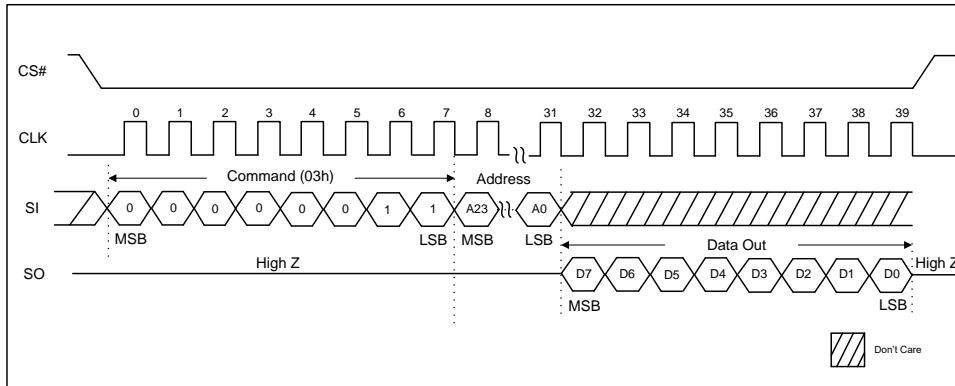 CS#
0 1 2 3 4 5 6 7 8 31 32 33 34 35 36 37 38 39
CLK
Command (03h) Address
SI 0 0 0 0 0 0 1 1 A23 A0
MSB LSB MSB LSB Data Out
High Z High Z
SO D7 D6 D5 D4 D3 D2 D1 D0
MSB LSB
Don't Care